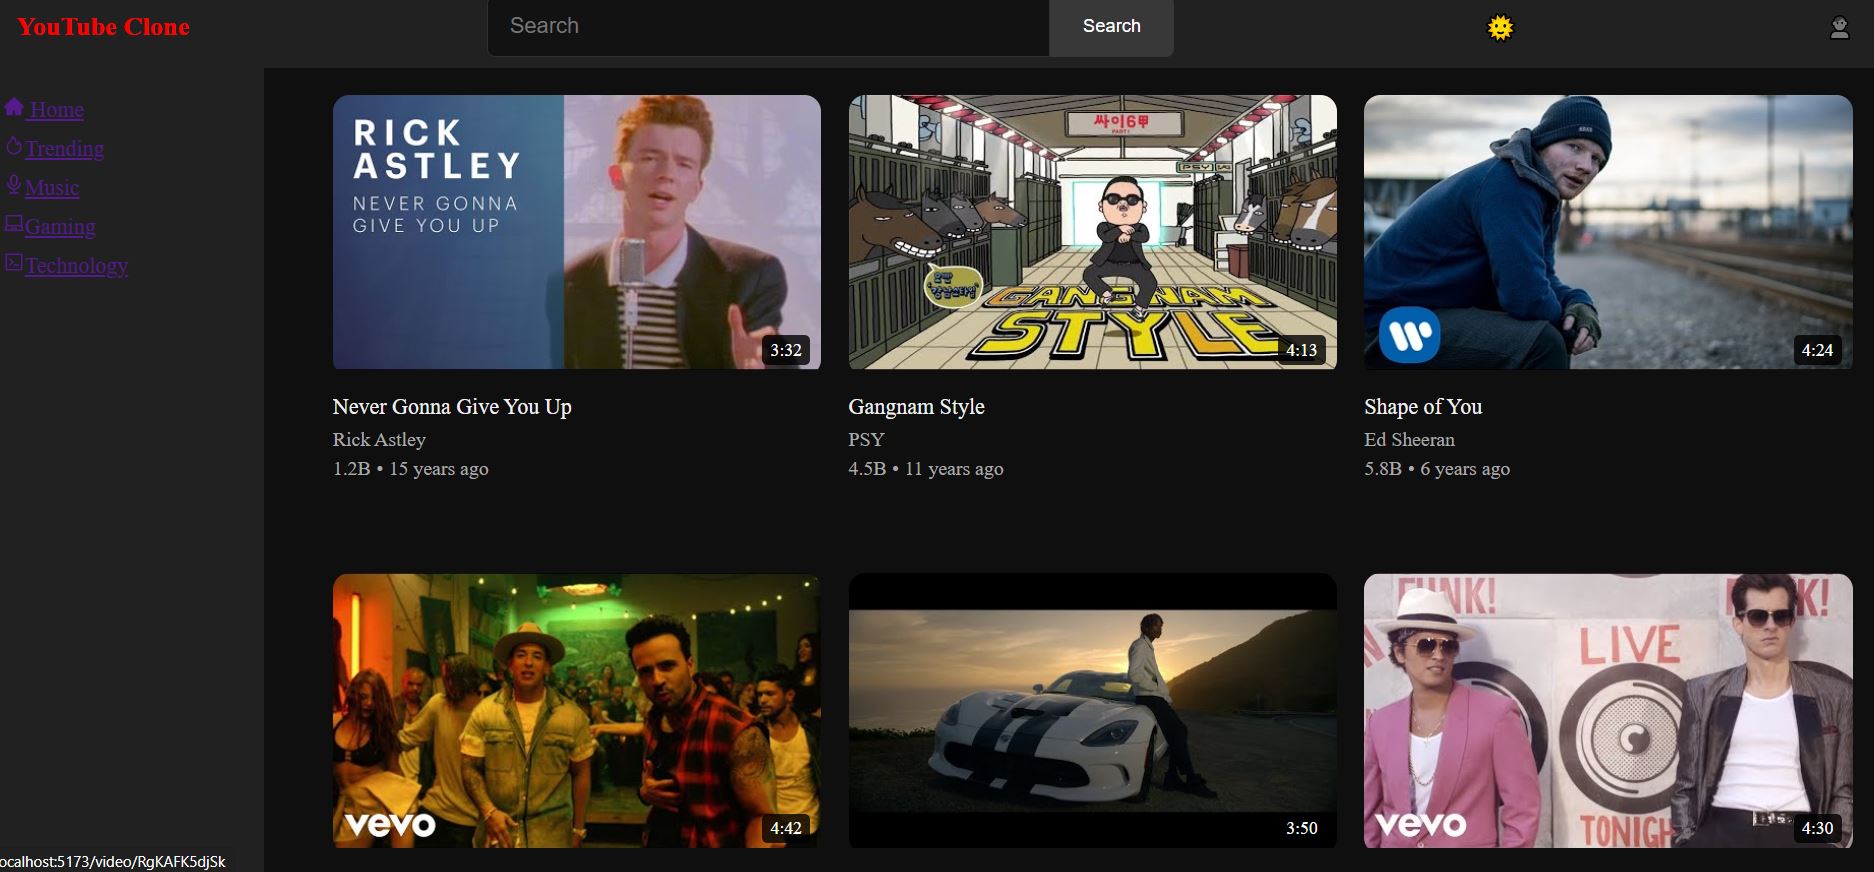 YouTube Clone
Search
Search
Home
Trending
Music
Gaming
Technology
RICK
ASTLEY
NEVER GONNA
GIVE YOU UP
3:32
싸이6甲
PART1
PSY
GANGNAM
STYLE
4:13
4:24
Never Gonna Give You Up
Rick Astley
1.2B • 15 years ago
Gangnam Style
PSY
4.5B • 11 years ago
Shape of You
Ed Sheeran
5.8B • 6 years ago
vevo
4:42
3:50
FUNK!
K!
LIVE
TONIGH
vevo
4:30
ocalhost:5173/video/RgKAFK5djSk